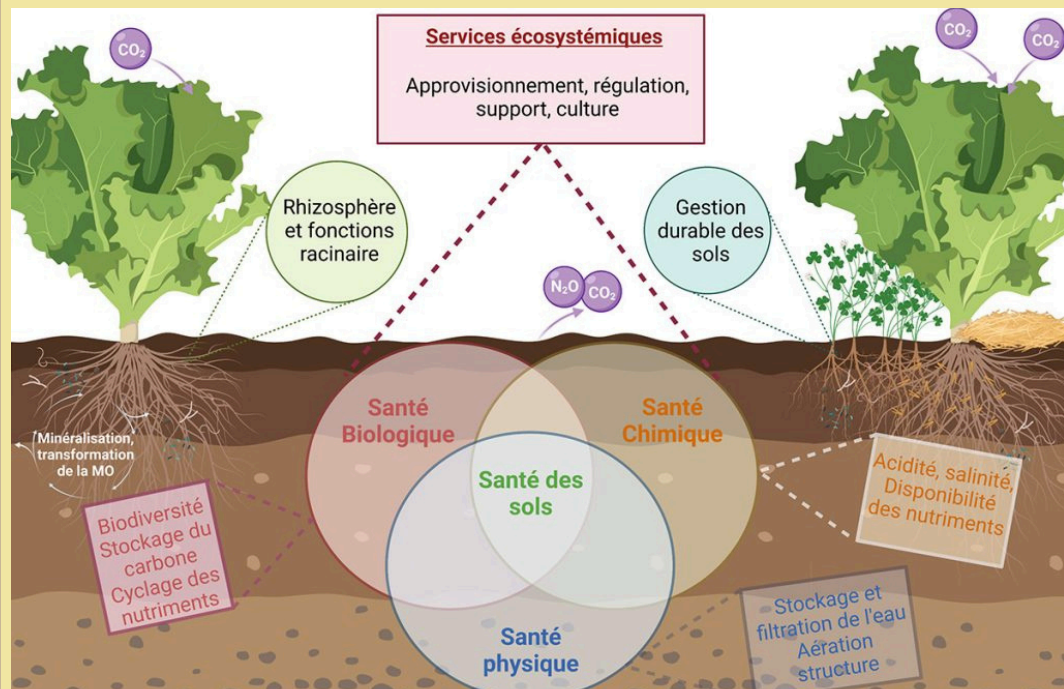 CO₂
CO₂
CO₂
Services écosystémiques
Approvisionnement, régulation,
support, culture
Rhizosphère
et fonctions
racinaire
Gestion
durable des
sols
N₂O
CO₂
Santé
Biologique
Santé
Chimique
Santé des
sols
Santé
physique
Minéralisation,
transformation
de la MO
Biodiversité
Stockage du
carbone
Cyclage des
nutriments
Acidité, salinité,
Disponibilité
des nutriments
Stockage et
filtration de l'eau
Aération
structure